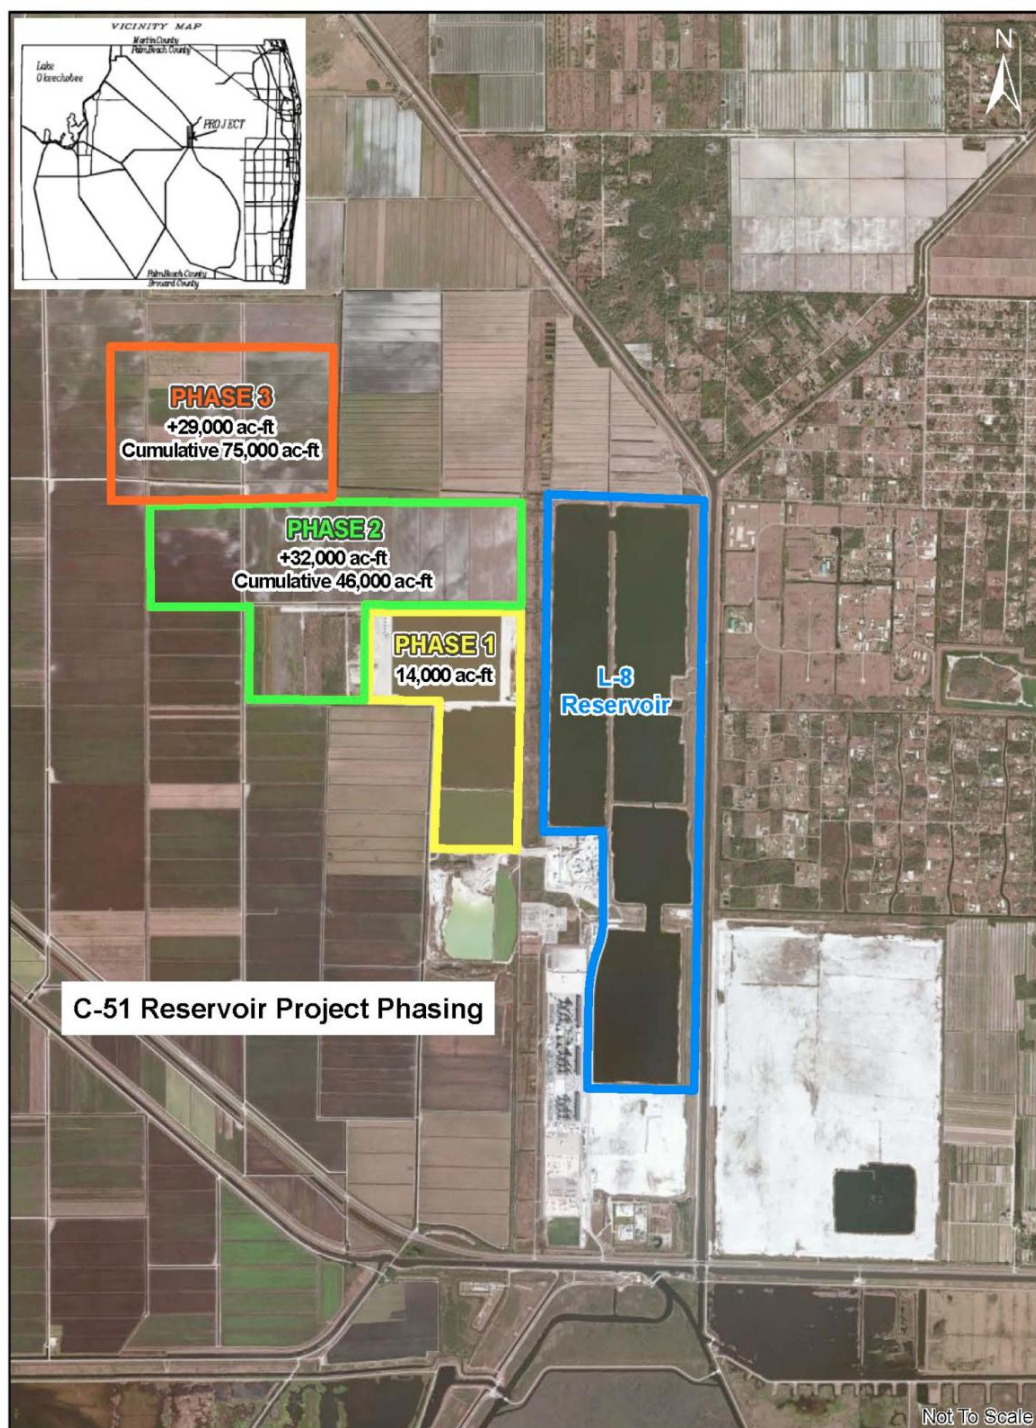 VICINITY MAP
Martin County
Palm Beach County
Lake
Okeechobee
PROJECT
Palm Beach County
Broward County
N
PHASE 3
+29,000 ac-ft
Cumulative 75,000 ac-ft
PHASE 2
+32,000 ac-ft
Cumulative 46,000 ac-ft
PHASE 1
14,000 ac-ft
L-8
Reservoir
C-51 Reservoir Project Phasing
Not To Scale